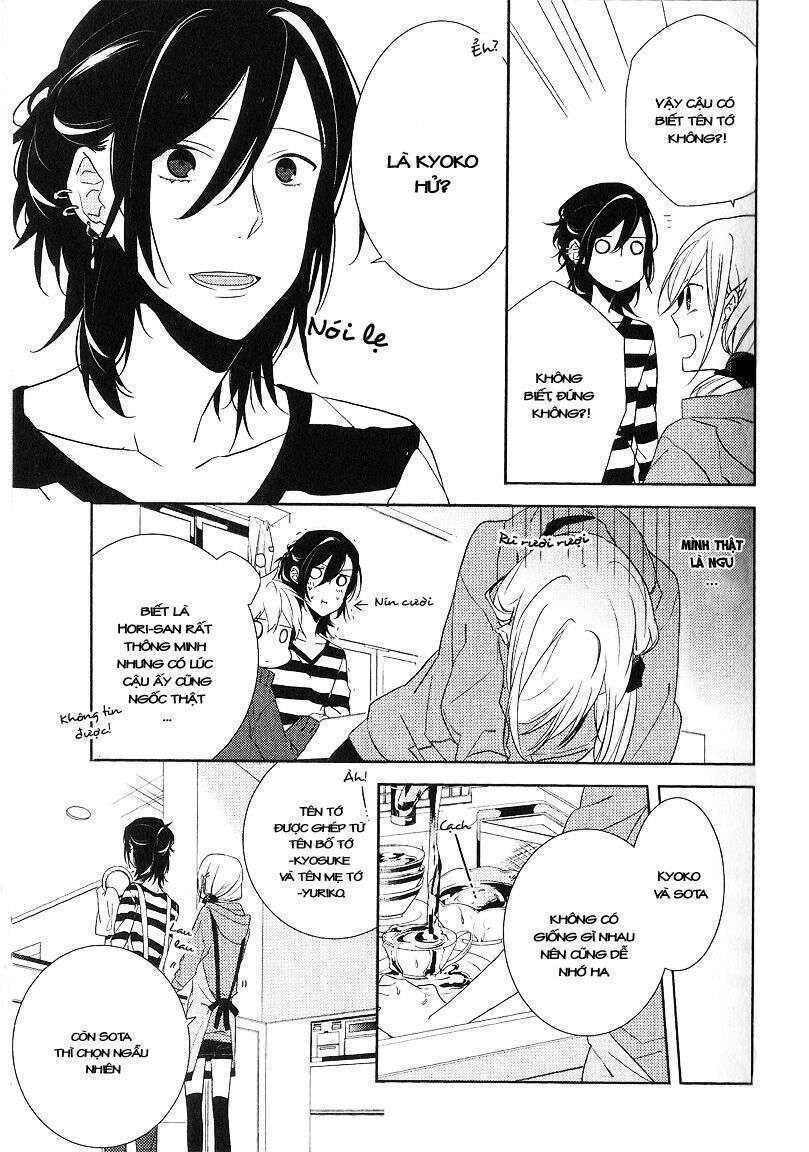 VẬY CẬU CÓ
BIẾT TÊN TỚ
KHÔNG?!
KHÔNG
BIẾT, ĐÚNG
KHÔNG?!
Ẻh?
LÀ KYOKO
HỬ?
Nói lẹ
MÌNH THẬT
LÀ NGU
...
Rũ rười rượi
Nín cười
BIẾT LÀ
HORI-SAN RẤT
THÔNG MINH
NHƯNG CÓ LÚC
CẬU ẤY CŨNG
NGỐC THẬT
...
Không tin
được!
KYOKO
VÀ SOTA
KHÔNG CÓ
GIỐNG GÌ NHAU
NÊN CŨNG DỄ
NHỚ HA
Cạch
Àh!
TÊN TỚ
ĐƯỢC GHÉP TỪ
TÊN BỐ TỚ
-KYOSUKE
VÀ TÊN MẸ TỚ
-YURIKO.
Lau
lau
CÒN SOTA
THÌ CHỌN NGẪU
NHIÊN